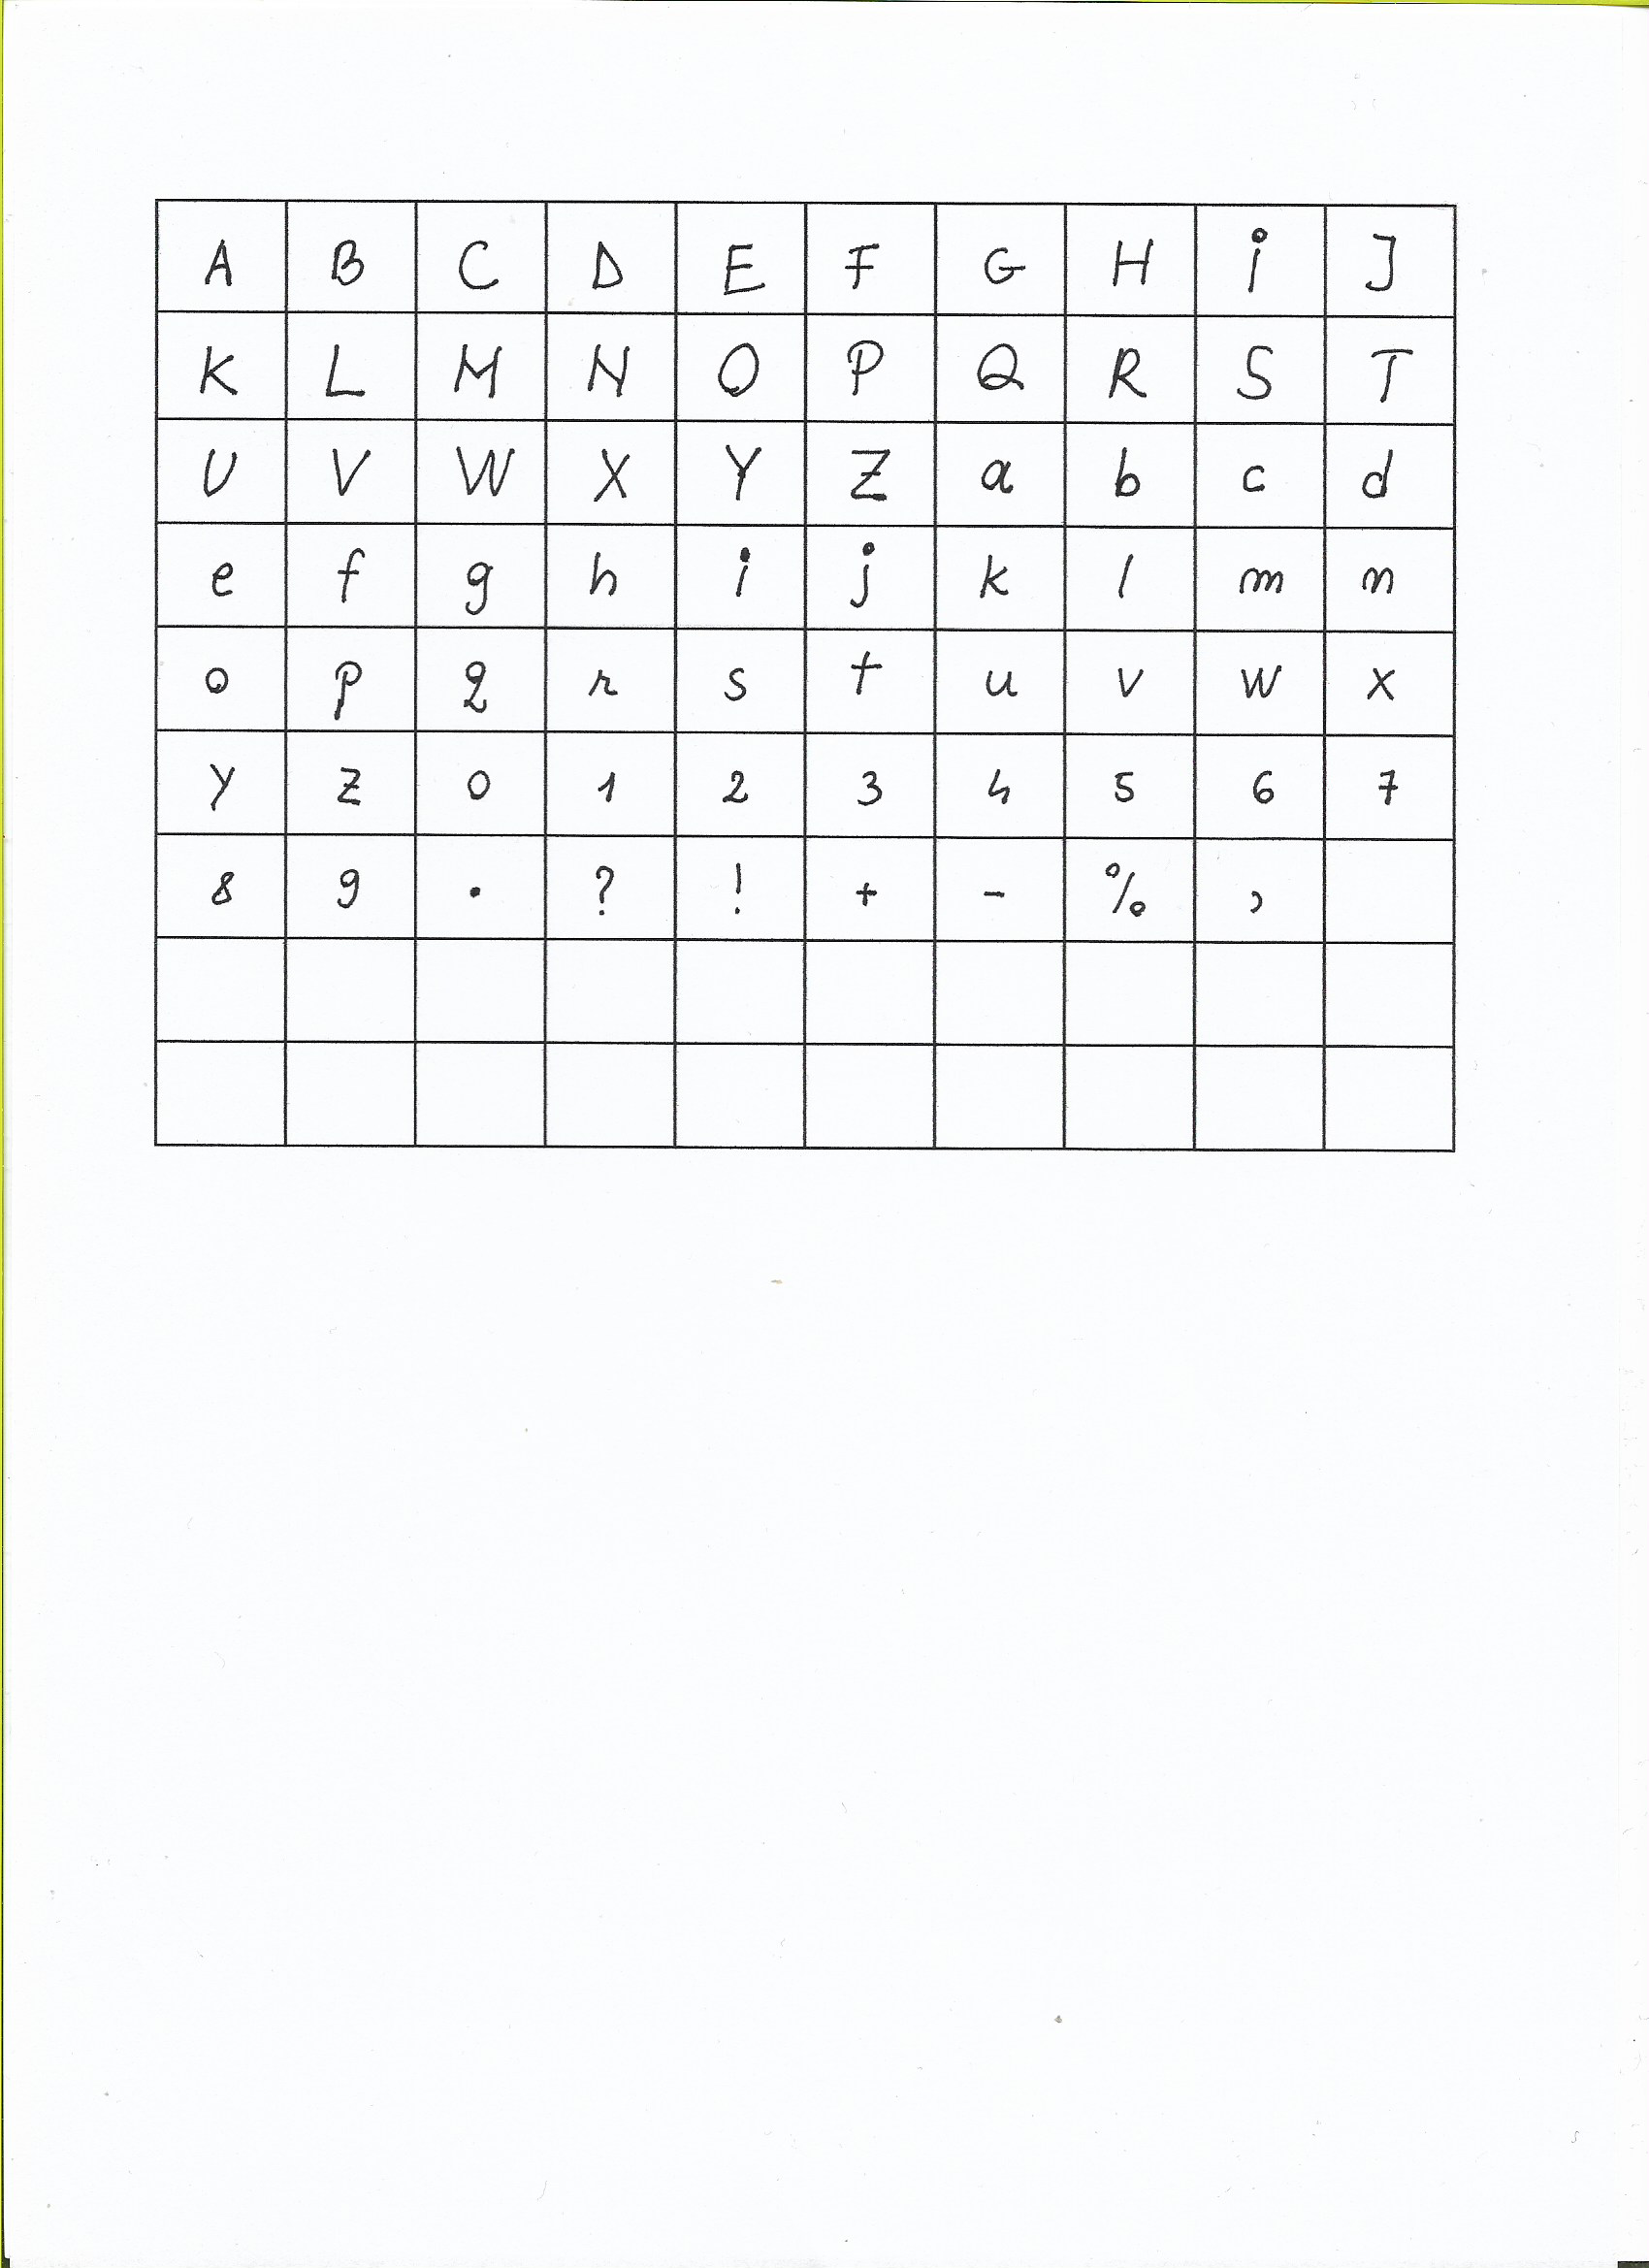 A B C D E F G H i J
K L M N O P Q R S T
U V W X Y Z a b c d
e f g h i j k l m n
o p q r s t u v w x
y z 0 1 2 3 4 5 6 7
8 9 . ? ! + - % ,